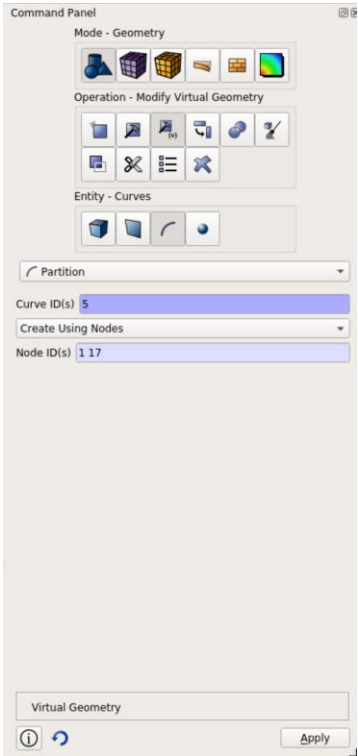 Command Panel
Mode - Geometry
Operation - Modify Virtual Geometry
(v)
Entity - Curves
Partition
Curve ID(s) 5
Create Using Nodes
Node ID(s) 1 17
Virtual Geometry
Apply